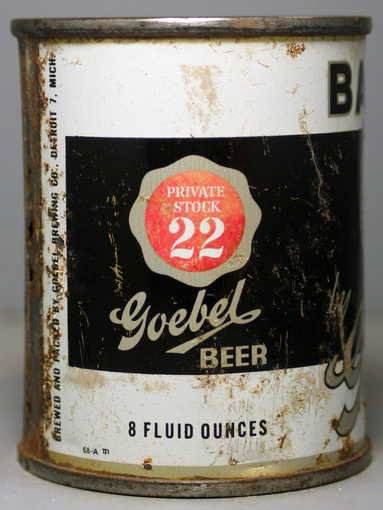 BREWED AND PACKED BY GOEBEL BREWING CO., DETROIT 7, MICH.
BA
PRIVATE
STOCK
22
Goebel
BEER
8 FLUID OUNCES
68-A m